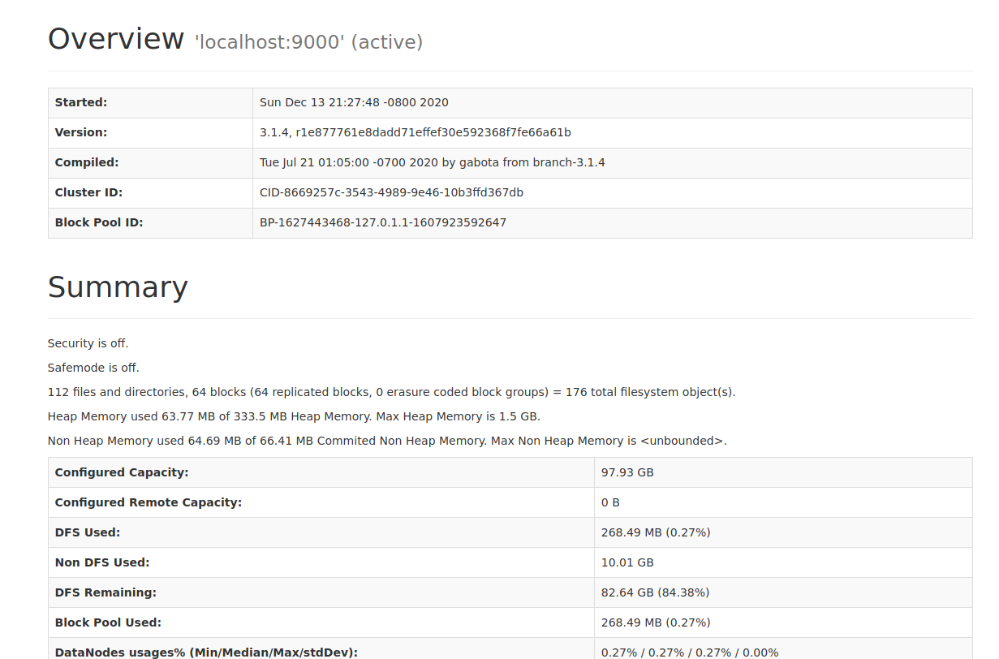 Overview 'localhost:9000' (active)
Started: Sun Dec 13 21:27:48 -0800 2020
Version: 3.1.4, r1e877761e8dadd71effef30e592368f7fe66a61b
Compiled: Tue Jul 21 01:05:00 -0700 2020 by gabota from branch-3.1.4
Cluster ID: CID-8669257c-3543-4989-9e46-10b3ffd367db
Block Pool ID: BP-1627443468-127.0.1.1-1607923592647
Summary
Security is off.
Safemode is off.
112 files and directories, 64 blocks (64 replicated blocks, 0 erasure coded block groups) = 176 total filesystem object(s).
Heap Memory used 63.77 MB of 333.5 MB Heap Memory. Max Heap Memory is 1.5 GB.
Non Heap Memory used 64.69 MB of 66.41 MB Commited Non Heap Memory. Max Non Heap Memory is <unbounded>.
Configured Capacity: 97.93 GB
Configured Remote Capacity: 0 B
DFS Used: 268.49 MB (0.27%)
Non DFS Used: 10.01 GB
DFS Remaining: 82.64 GB (84.38%)
Block Pool Used: 268.49 MB (0.27%)
DataNodes usages% (Min/Median/Max/stdDev): 0.27% / 0.27% / 0.27% / 0.00%